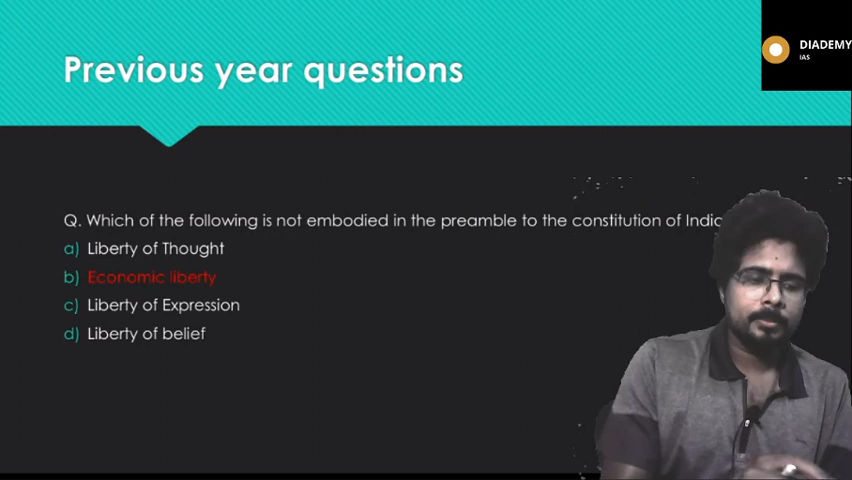 Previous year questions
DIADEMY
IAS
Q. Which of the following is not embodied in the preamble to the constitution of
a) Liberty of Thought
b) Economic liberty
c) Liberty of Expression
d) Liberty of belief